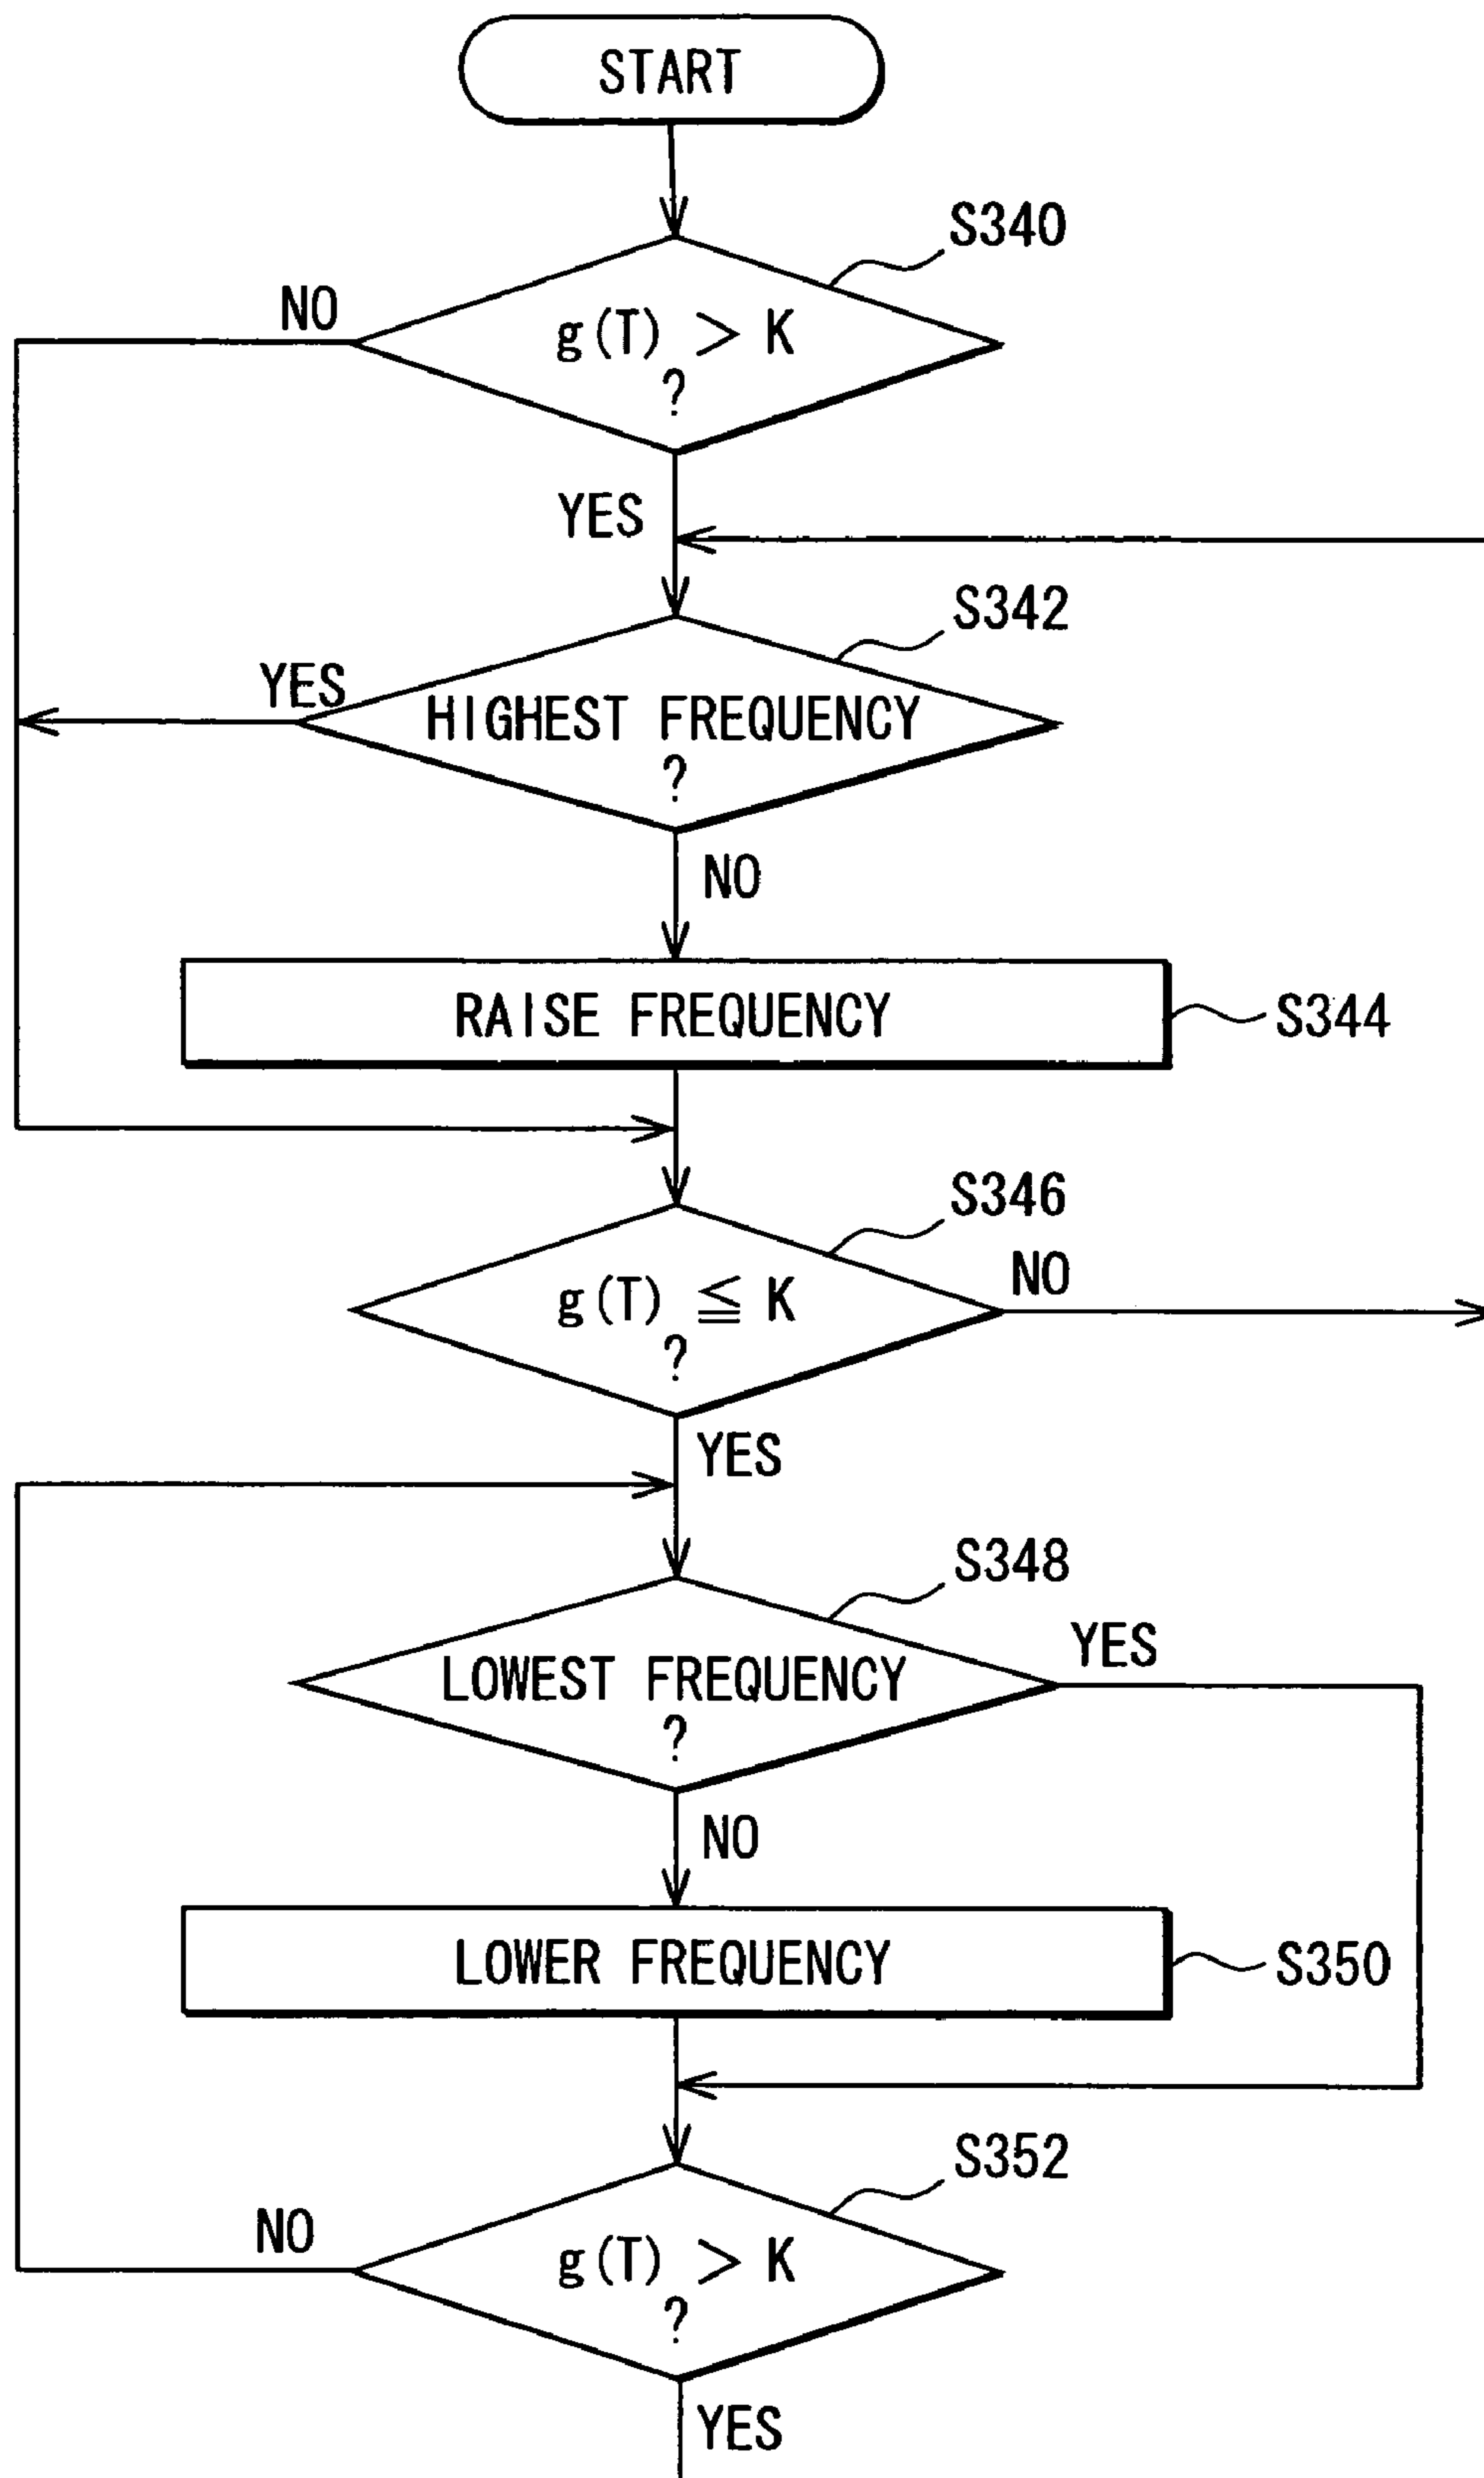 START
S340
NO
g(T) > K
?
YES
S342
YES
HIGHEST FREQUENCY
?
NO
RAISE FREQUENCY
S344
S346
NO
g(T) ≦ K
?
YES
S348
YES
LOWEST FREQUENCY
?
NO
LOWER FREQUENCY
S350
S352
NO
g(T) > K
?
YES